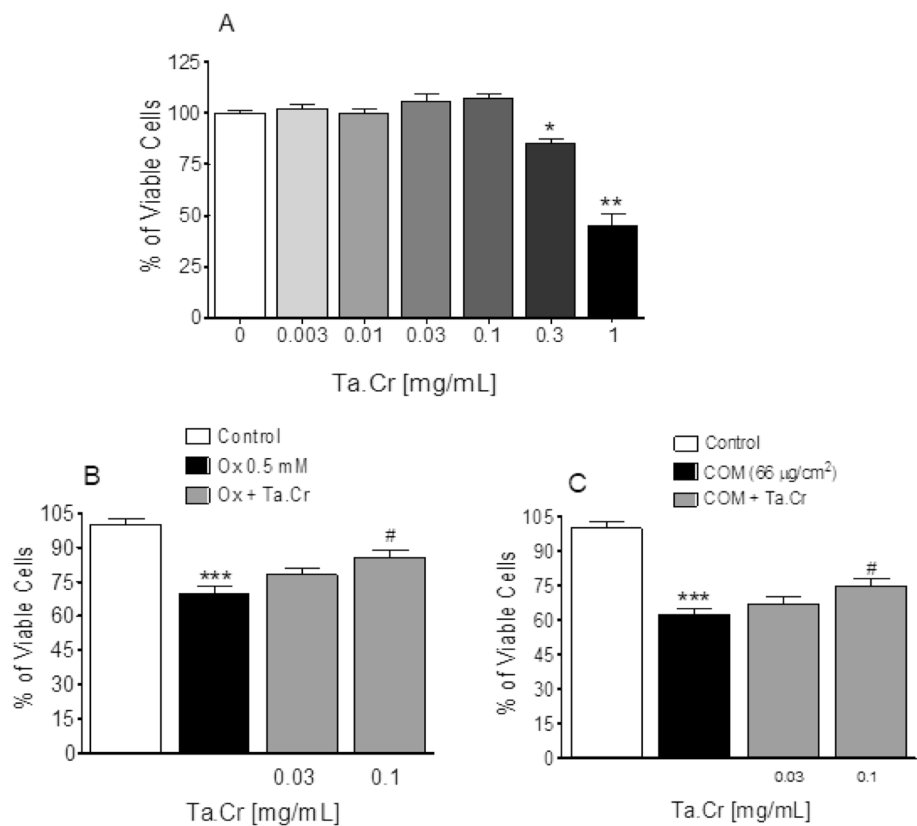 A
125
100
75
50
25
0
% of Viable Cells
*
**
0 0.003 0.01 0.03 0.1 0.3 1
Ta.Cr [mg/mL]
B
Control
Ox 0.5 mM
Ox + Ta.Cr
105
90
75
60
45
30
15
0
% of Viable Cells
***
#
0.03 0.1
Ta.Cr [mg/mL]
C
Control
COM (66 µg/cm²)
COM + Ta.Cr
105
90
75
60
45
30
15
0
% of Viable Cells
***
#
0.03 0.1
Ta.Cr [mg/mL]